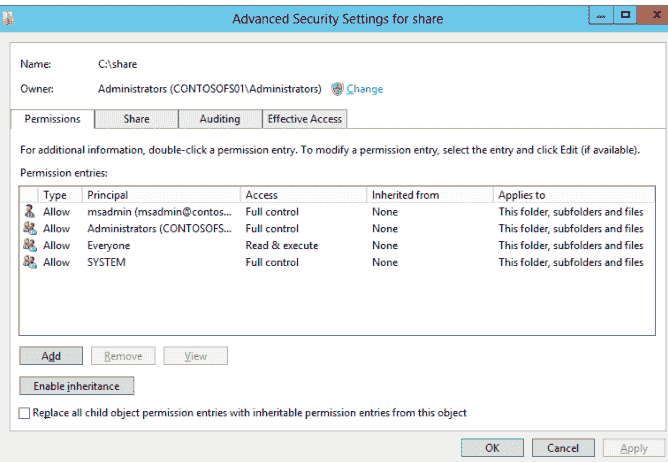 Advanced Security Settings for share
Name: C:\share
Owner: Administrators (CONTOSOFS01\Administrators) Change
Permissions Share Auditing Effective Access
For additional information, double-click a permission entry. To modify a permission entry, select the entry and click Edit (if available).
Permission entries:
Type Principal Access Inherited from Applies to
Allow msadmin (msadmin@contos... Full control None This folder, subfolders and files
Allow Administrators (CONTOSOFS... Full control None This folder, subfolders and files
Allow Everyone Read & execute None This folder, subfolders and files
Allow SYSTEM Full control None This folder, subfolders and files
Add Remove View
Enable inheritance
Replace all child object permission entries with inheritable permission entries from this object
OK Cancel Apply